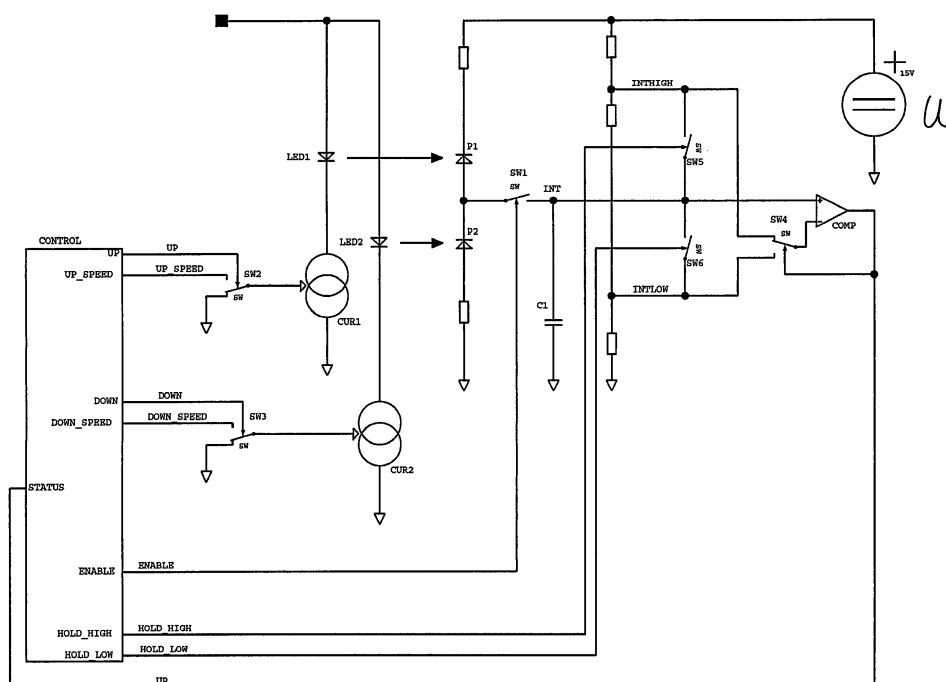 15V
INTHIGH
LED1
P1
SW
SW5
SW1
SW
INT
LED2
P2
SW
SW6
SW4
SW
COMP
CONTROL
UP
UP
UP_SPEED
UP_SPEED
SW2
SW
CUR1
C1
INTLOW
DOWN
DOWN
DOWN_SPEED
DOWN_SPEED
SW3
SW
CUR2
STATUS
ENABLE
ENABLE
HOLD_HIGH
HOLD_HIGH
HOLD_LOW
HOLD_LOW
UP